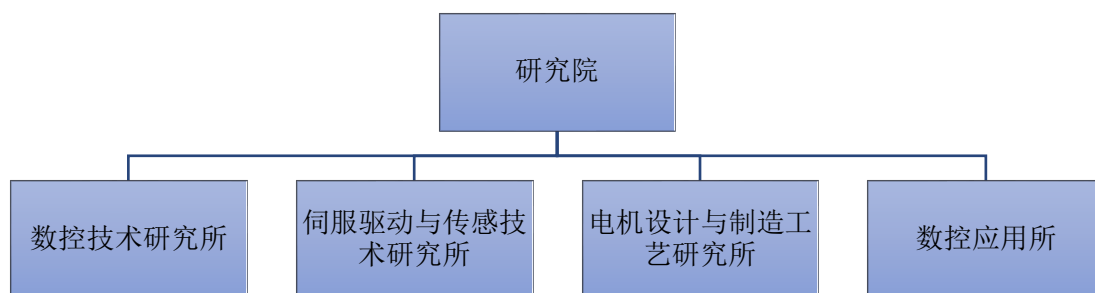 研究院
数控技术研究所
伺服驱动与传感技
术研究所
电机设计与制造工
艺研究所
数控应用所